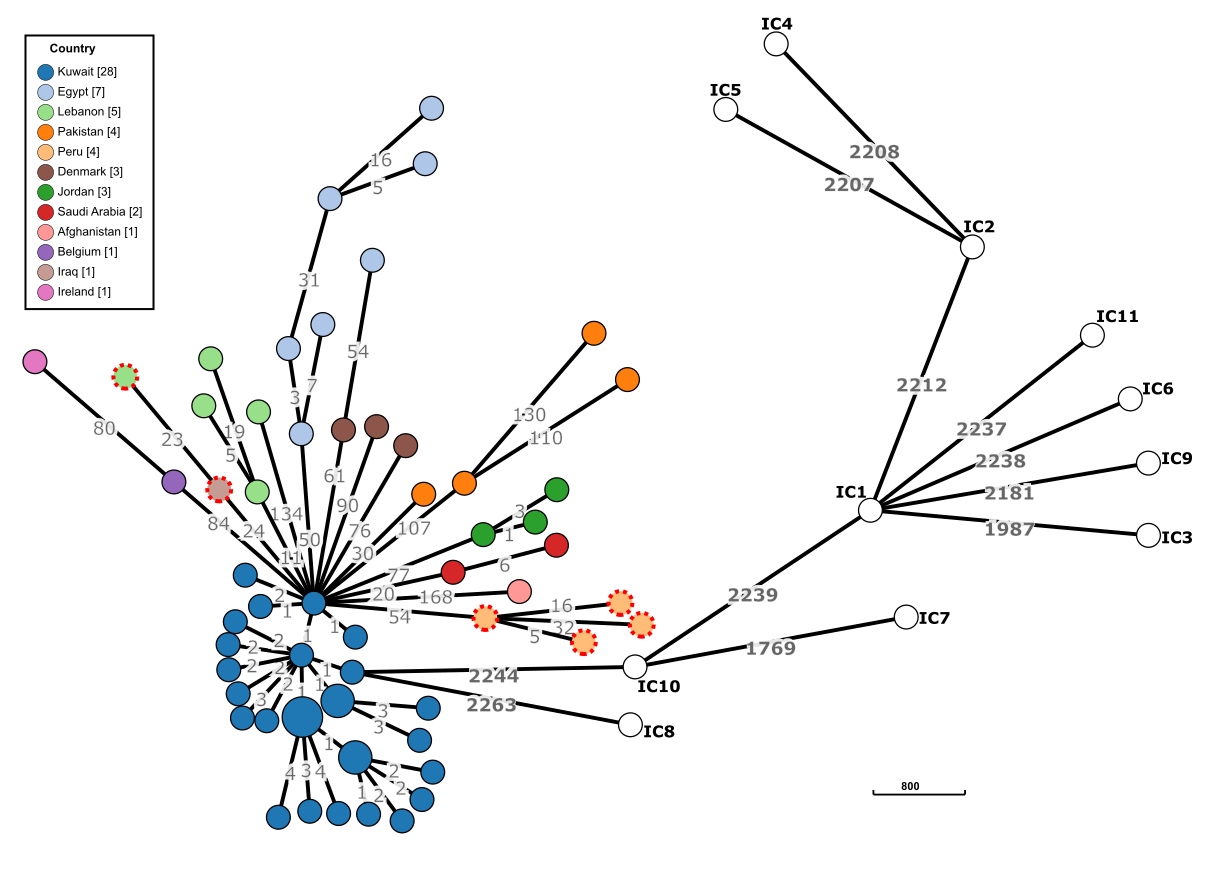 Country
Kuwait [28]
Egypt [7]
Lebanon [5]
Pakistan [4]
Peru [4]
Denmark [3]
Jordan [3]
Saudi Arabia [2]
Afghanistan [1]
Belgium [1]
Iraq [1]
Ireland [1]
IC4
IC5
2208
2207
IC2
16
5
31
54
7
3
IC11
2212
IC6
2237
2238
IC9
2181
IC1
1987
IC3
80
23
19
5
130
110
61
90
134
84
24
11
50
76
30
107
3
1
6
77
20
168
54
16
32
5
2
1
1
1
2239
IC7
1769
2
2
2
2
2
3
1
1
1
2244
IC10
2263
IC8
3
3
1
4
3
4
2
2
1
2
800